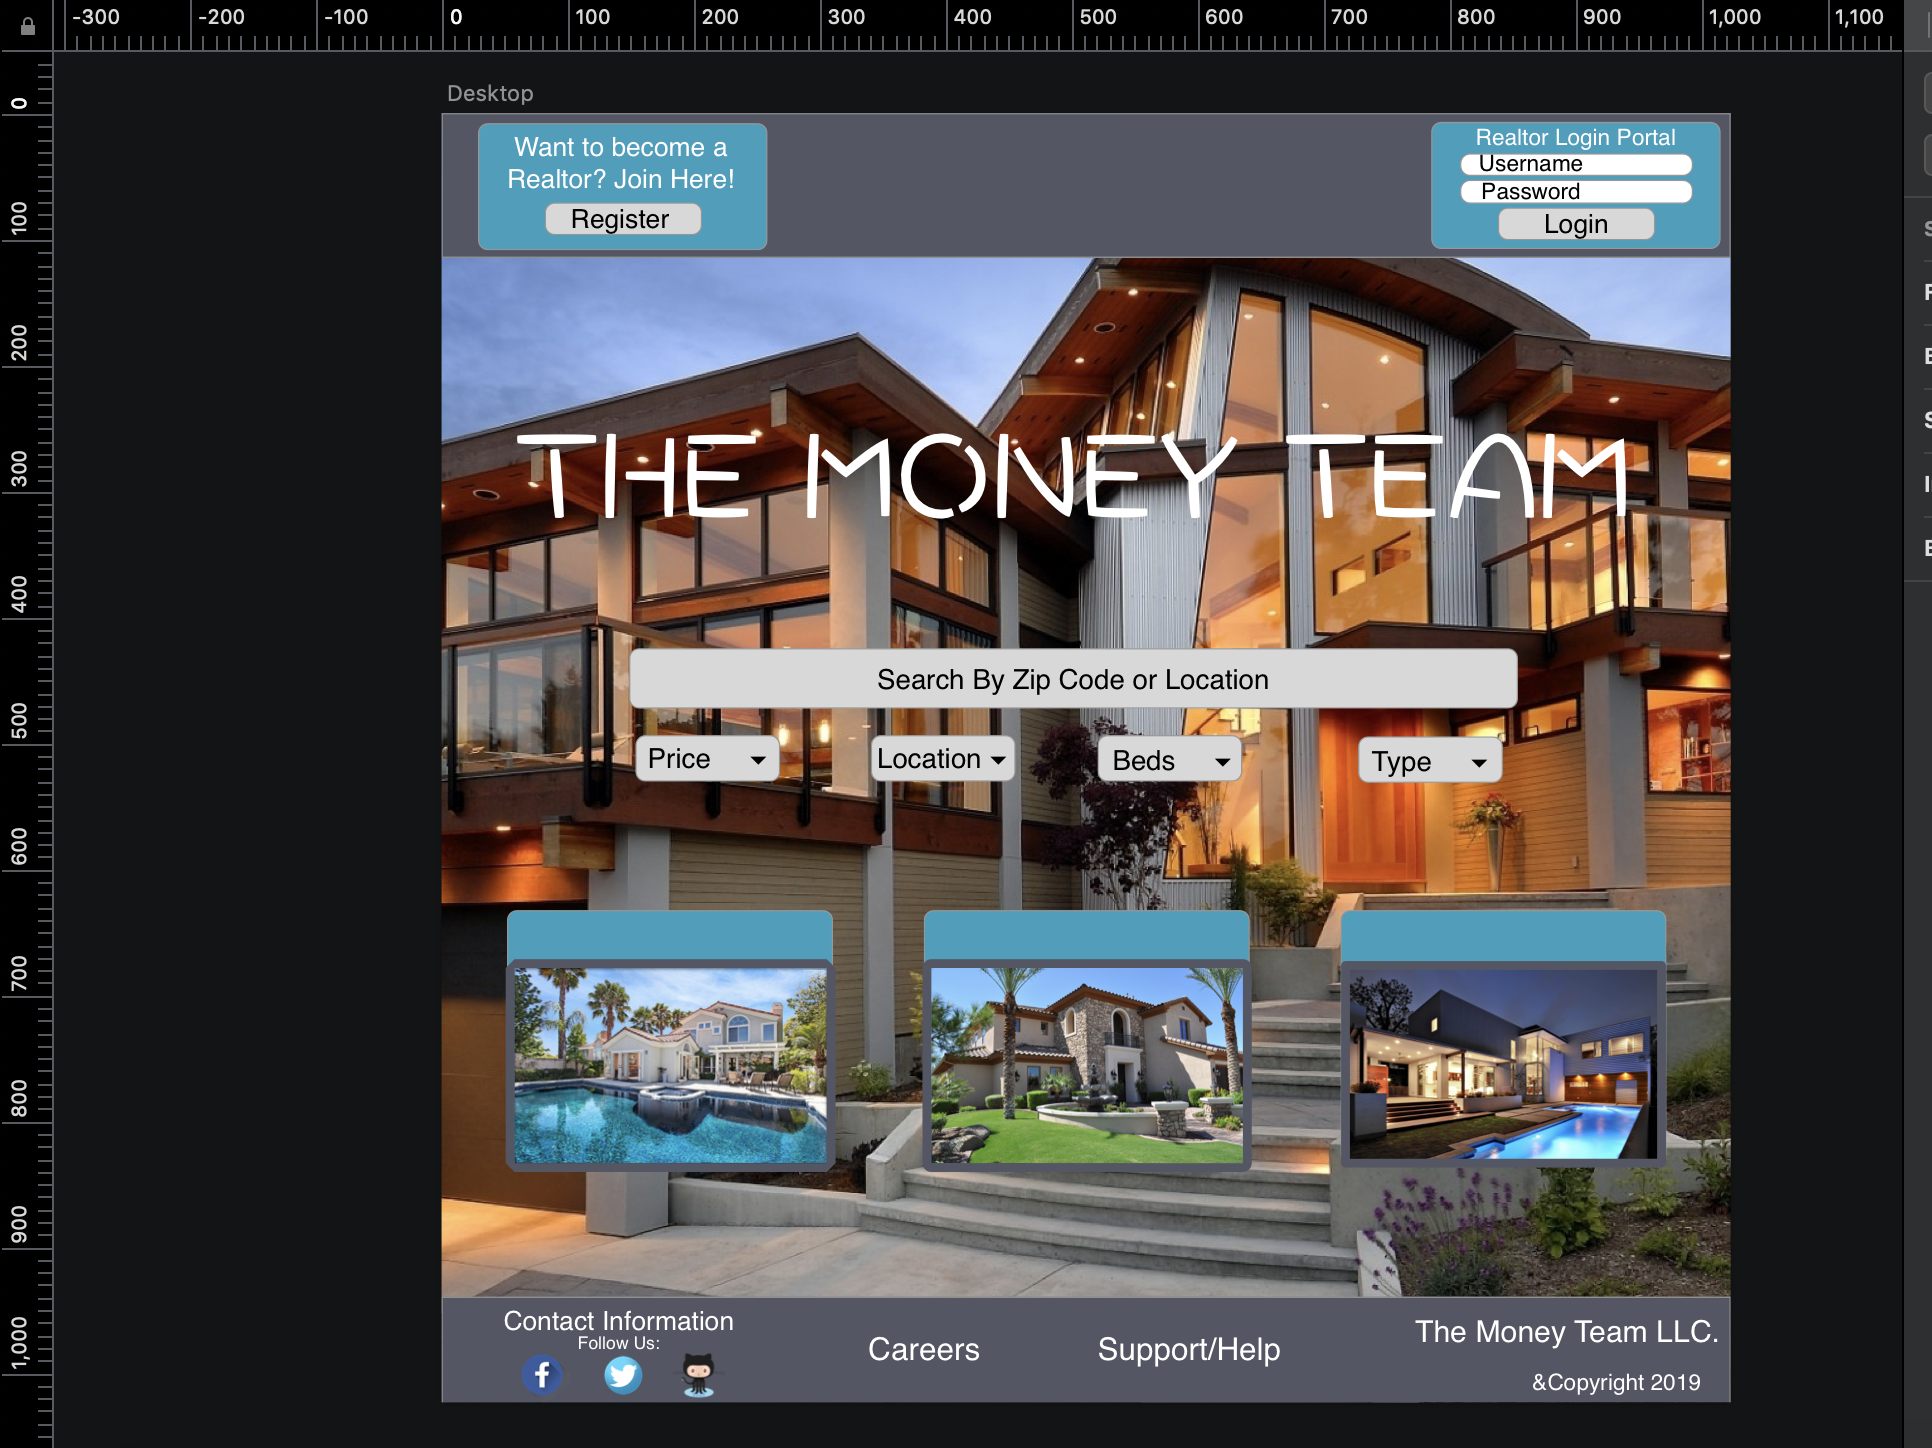 -300 -200 -100 0 100 200 300 400 500 600 700 800 900 1,000 1,100
Desktop
0
100
200
300
400
500
600
700
800
900
1,000
Want to become a
Realtor? Join Here!
Register
Realtor Login Portal
Username
Password
Login
THE MONEY TEAM
Search By Zip Code or Location
Price
Location
Beds
Type
Contact Information
Follow Us:
Careers
Support/Help
The Money Team LLC.
&Copyright 2019